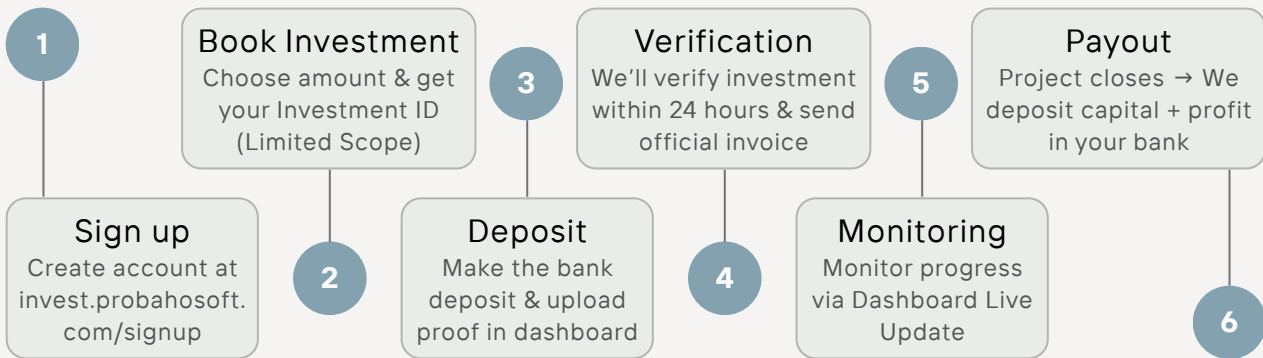 1
Sign up
Create account at
invest.probahosoft.
com/signup
2
Book Investment
Choose amount & get
your Investment ID
(Limited Scope)
3
Deposit
Make the bank
deposit & upload
proof in dashboard
4
Verification
We'll verify investment
within 24 hours & send
official invoice
5
Monitoring
Monitor progress
via Dashboard Live
Update
6
Payout
Project closes → We
deposit capital + profit
in your bank